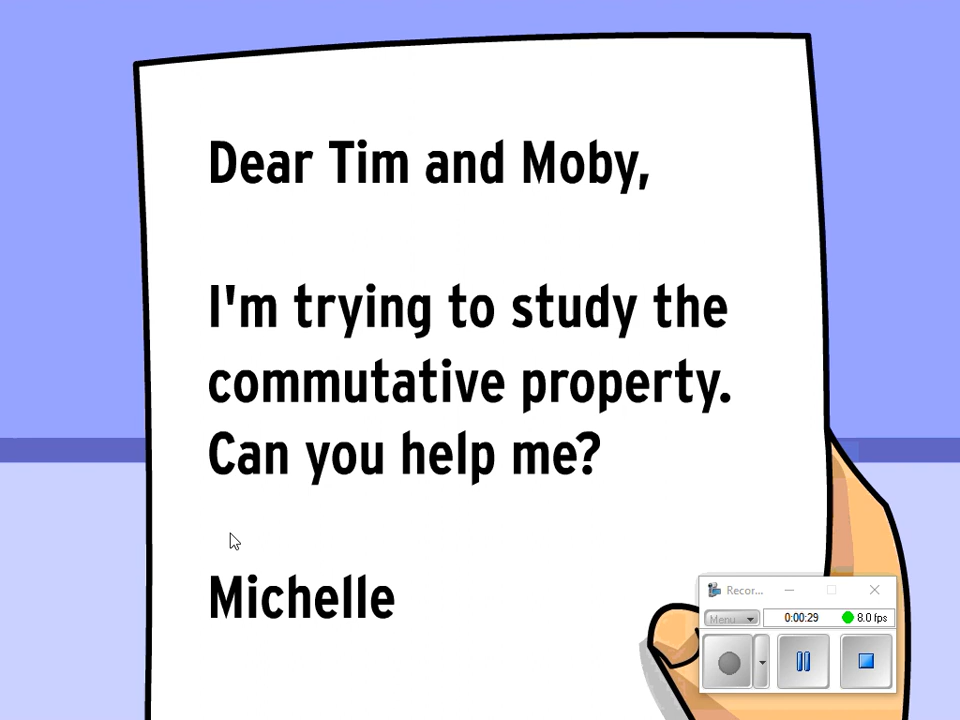 Dear Tim and Moby,
I'm trying to study the
commutative property.
Can you help me?
Michelle
Recor...
Menu
0:00:29
8.0 fps